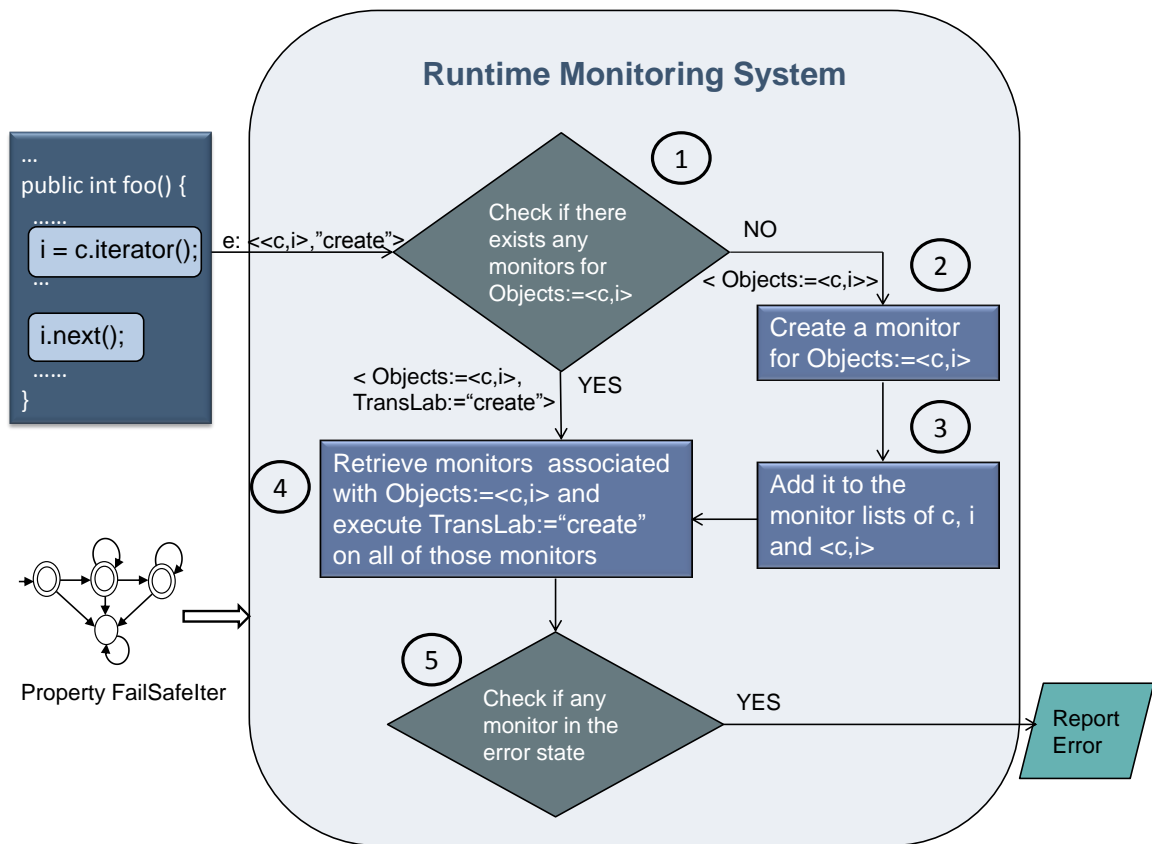 Runtime Monitoring System
...
public int foo() {
......
i = c.iterator();
...
i.next();
......
}
e: <<c,i>,”create”>
1
Check if there
exists any
monitors for
Objects:=<c,i>
NO
< Objects:=<c,i>>
2
Create a monitor
for Objects:=<c,i>
3
Add it to the
monitor lists of c, i
and <c,i>
< Objects:=<c,i>,
TransLab:=“create”>
YES
4
Retrieve monitors associated
with Objects:=<c,i> and
execute TransLab:=“create”
on all of those monitors
Property FailSafeIter
5
Check if any
monitor in the
error state
YES
Report
Error